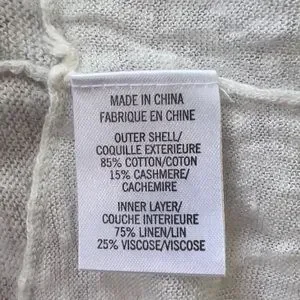 MADE IN CHINA
FABRIQUE EN CHINE
OUTER SHELL/
COQUILLE EXTERIEURE
85% COTTON/COTON
15% CASHMERE/
CACHEMIRE
INNER LAYER/
COUCHE INTERIEURE
75% LINEN/LIN
25% VISCOSE/VISCOSE